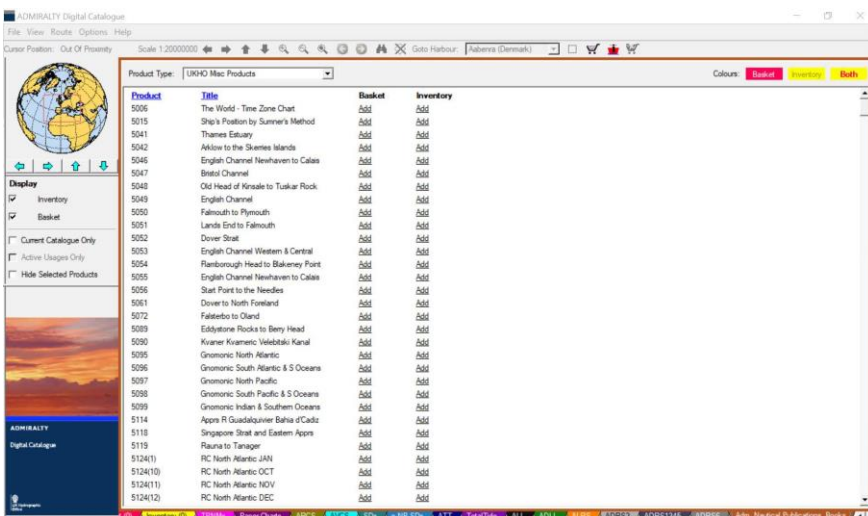 ADMIRALTY Digital Catalogue
File View Route Options Help
Cursor Position: Out Of Proximity Scale 1:20000000 Goto Harbour: Aabenra (Denmark)
Product Type: UKHO Misc Products Colours: Basket Inventory Both
Product Title Basket Inventory
5006 The World - Time Zone Chart Add Add
5015 Ship's Position by Sumner's Method Add Add
5041 Thames Estuary Add Add
5042 Arklow to the Skerries Islands Add Add
5046 English Channel Newhaven to Calais Add Add
5047 Bristol Channel Add Add
5048 Old Head of Kinsale to Tuskar Rock Add Add
5049 English Channel Add Add
5050 Falmouth to Plymouth Add Add
5051 Lands End to Falmouth Add Add
5052 Dover Strait Add Add
5053 English Channel Western & Central Add Add
5054 Flamborough Head to Blakeney Point Add Add
5055 English Channel Newhaven to Calais Add Add
5056 Start Point to the Needles Add Add
5061 Dover to North Foreland Add Add
5072 Falsterbo to Oland Add Add
5089 Eddystone Rocks to Berry Head Add Add
5090 Kvaner Kvarneric Velebitski Kanal Add Add
5095 Gnomonic North Atlantic Add Add
5096 Gnomonic South Atlantic & S Oceans Add Add
5097 Gnomonic North Pacific Add Add
5098 Gnomonic South Pacific & S Oceans Add Add
5099 Gnomonic Indian & Southern Oceans Add Add
5114 Apprs R Guadalquivier Bahia d'Cadiz Add Add
5118 Singapore Strait and Eastern Apprs Add Add
5119 Rauna to Tanager Add Add
5124(1) RC North Atlantic JAN Add Add
5124(10) RC North Atlantic OCT Add Add
5124(11) RC North Atlantic NOV Add Add
5124(12) RC North Atlantic DEC Add Add
Display
Inventory
Basket
Current Catalogue Only
Active Usages Only
Hide Selected Products
ADMIRALTY
Digital Catalogue